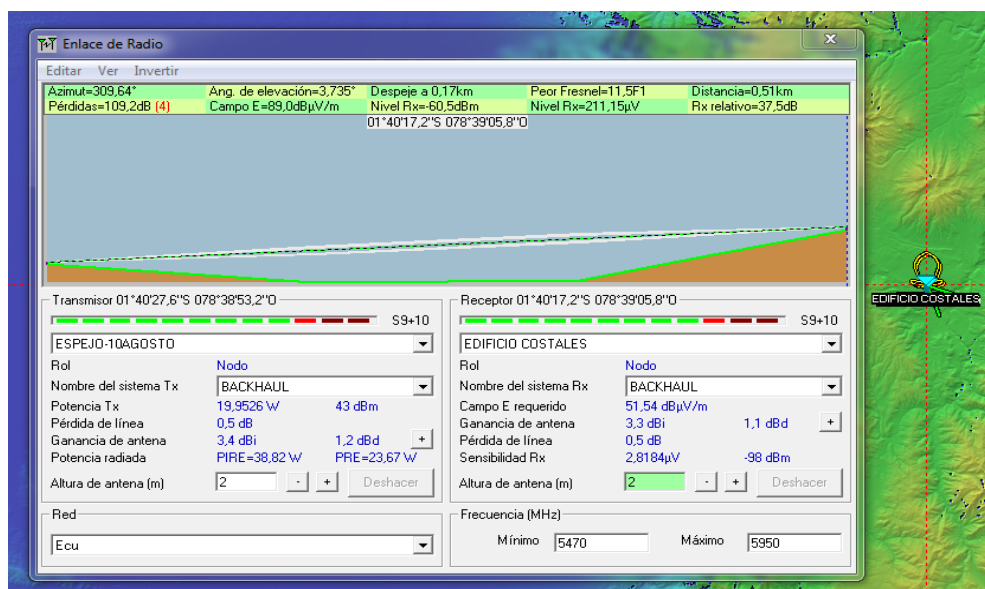 Enlace de Radio
Editar Ver Invertir
Azimut=309,64° Ang. de elevación=3,735° Despeje a 0,17km Peor Fresnel=11,5F1 Distancia=0,51km
Pérdidas=109,2dB (4) Campo E=89,0dBµV/m Nivel Rx=-60,5dBm Nivel Rx=211,15µV Rx relativo=37,5dB
01°40'17,2"S 078°39'05,8"O
Transmisor 01°40'27,6"S 078°38'53,2"O
S9+10
ESPEJO-10AGOSTO
Rol Nodo
Nombre del sistema Tx BACKHAUL
Potencia Tx 19,9526 W 43 dBm
Pérdida de línea 0,5 dB
Ganancia de antena 3,4 dBi 1,2 dBd +
Potencia radiada PIRE=38,82 W PRE=23,67 W
Altura de antena (m) 2 - + Deshacer
Red
Ecu
Receptor 01°40'17,2"S 078°39'05,8"O
S9+10
EDIFICIO COSTALES
Rol Nodo
Nombre del sistema Rx BACKHAUL
Campo E requerido 51,54 dBµV/m
Ganancia de antena 3,3 dBi 1,1 dBd +
Pérdida de línea 0,5 dB
Sensibilidad Rx 2,8184µV -98 dBm
Altura de antena (m) 2 - + Deshacer
Frecuencia (MHz)
Mínimo 5470 Máximo 5950
EDIFICIO COSTALES